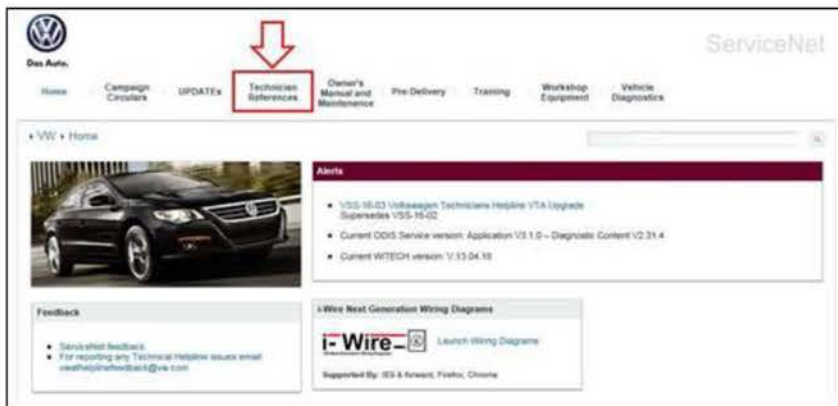 Das Auto.
ServiceNet
Home
Campaign Circulars
UPDATEs
Technician References
Owner's Manual and Maintenance
Pre-Delivery
Training
Workshop Equipment
Vehicle Diagnostics
VW Home
Alerts
VSS-16-03 Volkswagen Technicians Helpline VTA Upgrade
Supersedes VSS-16-02
Current ODIS Service version: Application V3.1.0 – Diagnostic Content V2.31.4
Current WITECH version: V.13.04.10
Feedback
ServiceNet feedback
For reporting any Technical Helpline issues email
i-Wire Next Generation Wiring Diagrams
i-Wire
Launch Wiring Diagrams
Supported By: IE9 & forward, Firefox, Chrome